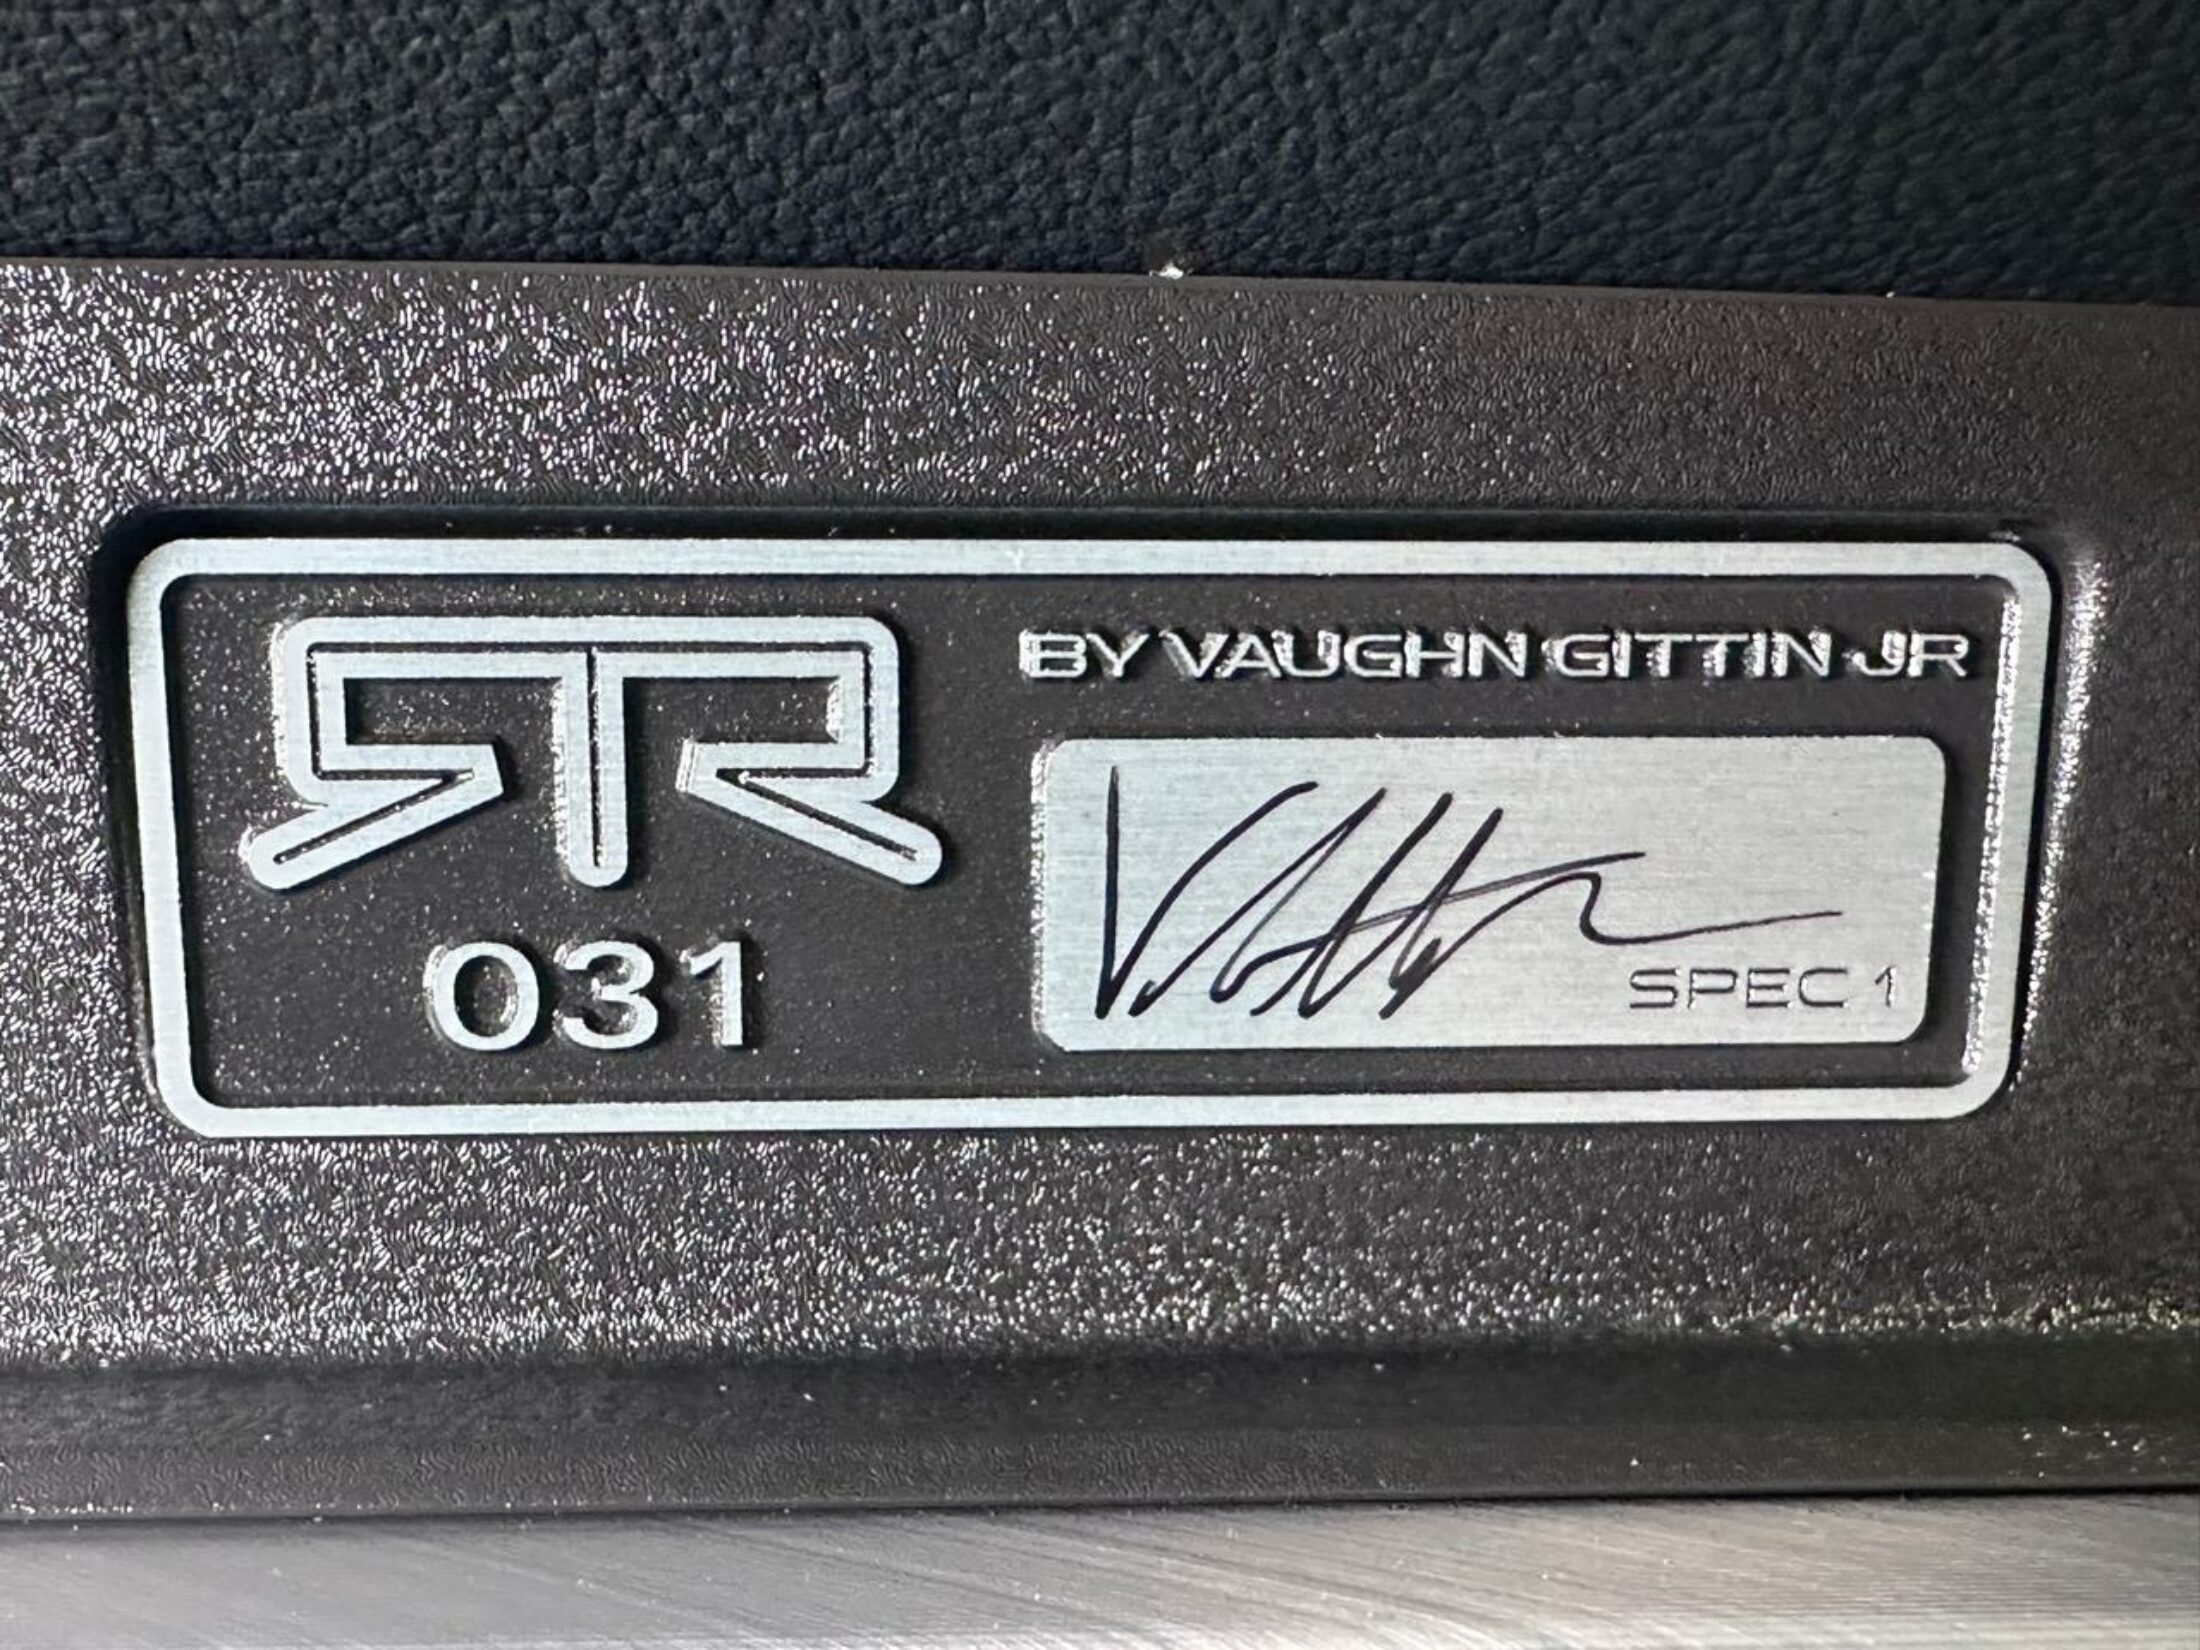 RTR
031
BY VAUGHN GITTIN JR
SPEC 1